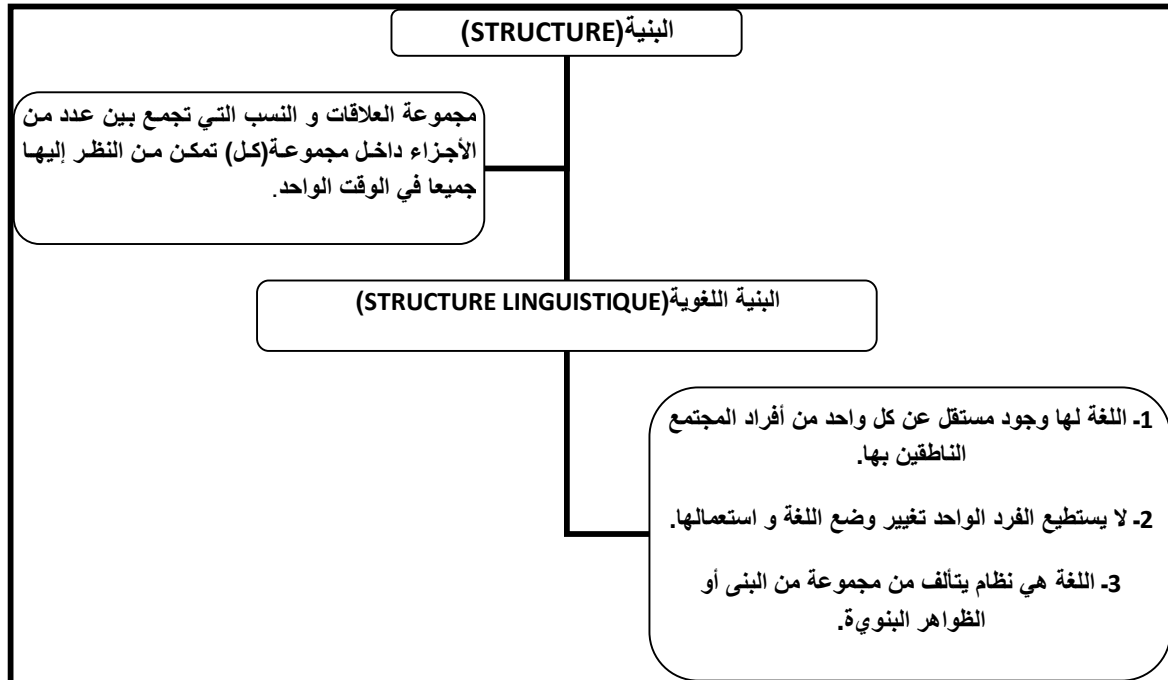 البنية(STRUCTURE)
مجموعة العلاقات و النسب التي تجمع بين عدد من
الأجزاء داخل مجموعة(كل) تمكن من النظر إليها
جميعا في الوقت الواحد.
البنية اللغوية(STRUCTURE LINGUISTIQUE)
1- اللغة لها وجود مستقل عن كل واحد من أفراد المجتمع
الناطقين بها.
2- لا يستطيع الفرد الواحد تغيير وضع اللغة و استعمالها.
3- اللغة هي نظام يتألف من مجموعة من البنى أو
الظواهر البنوية.